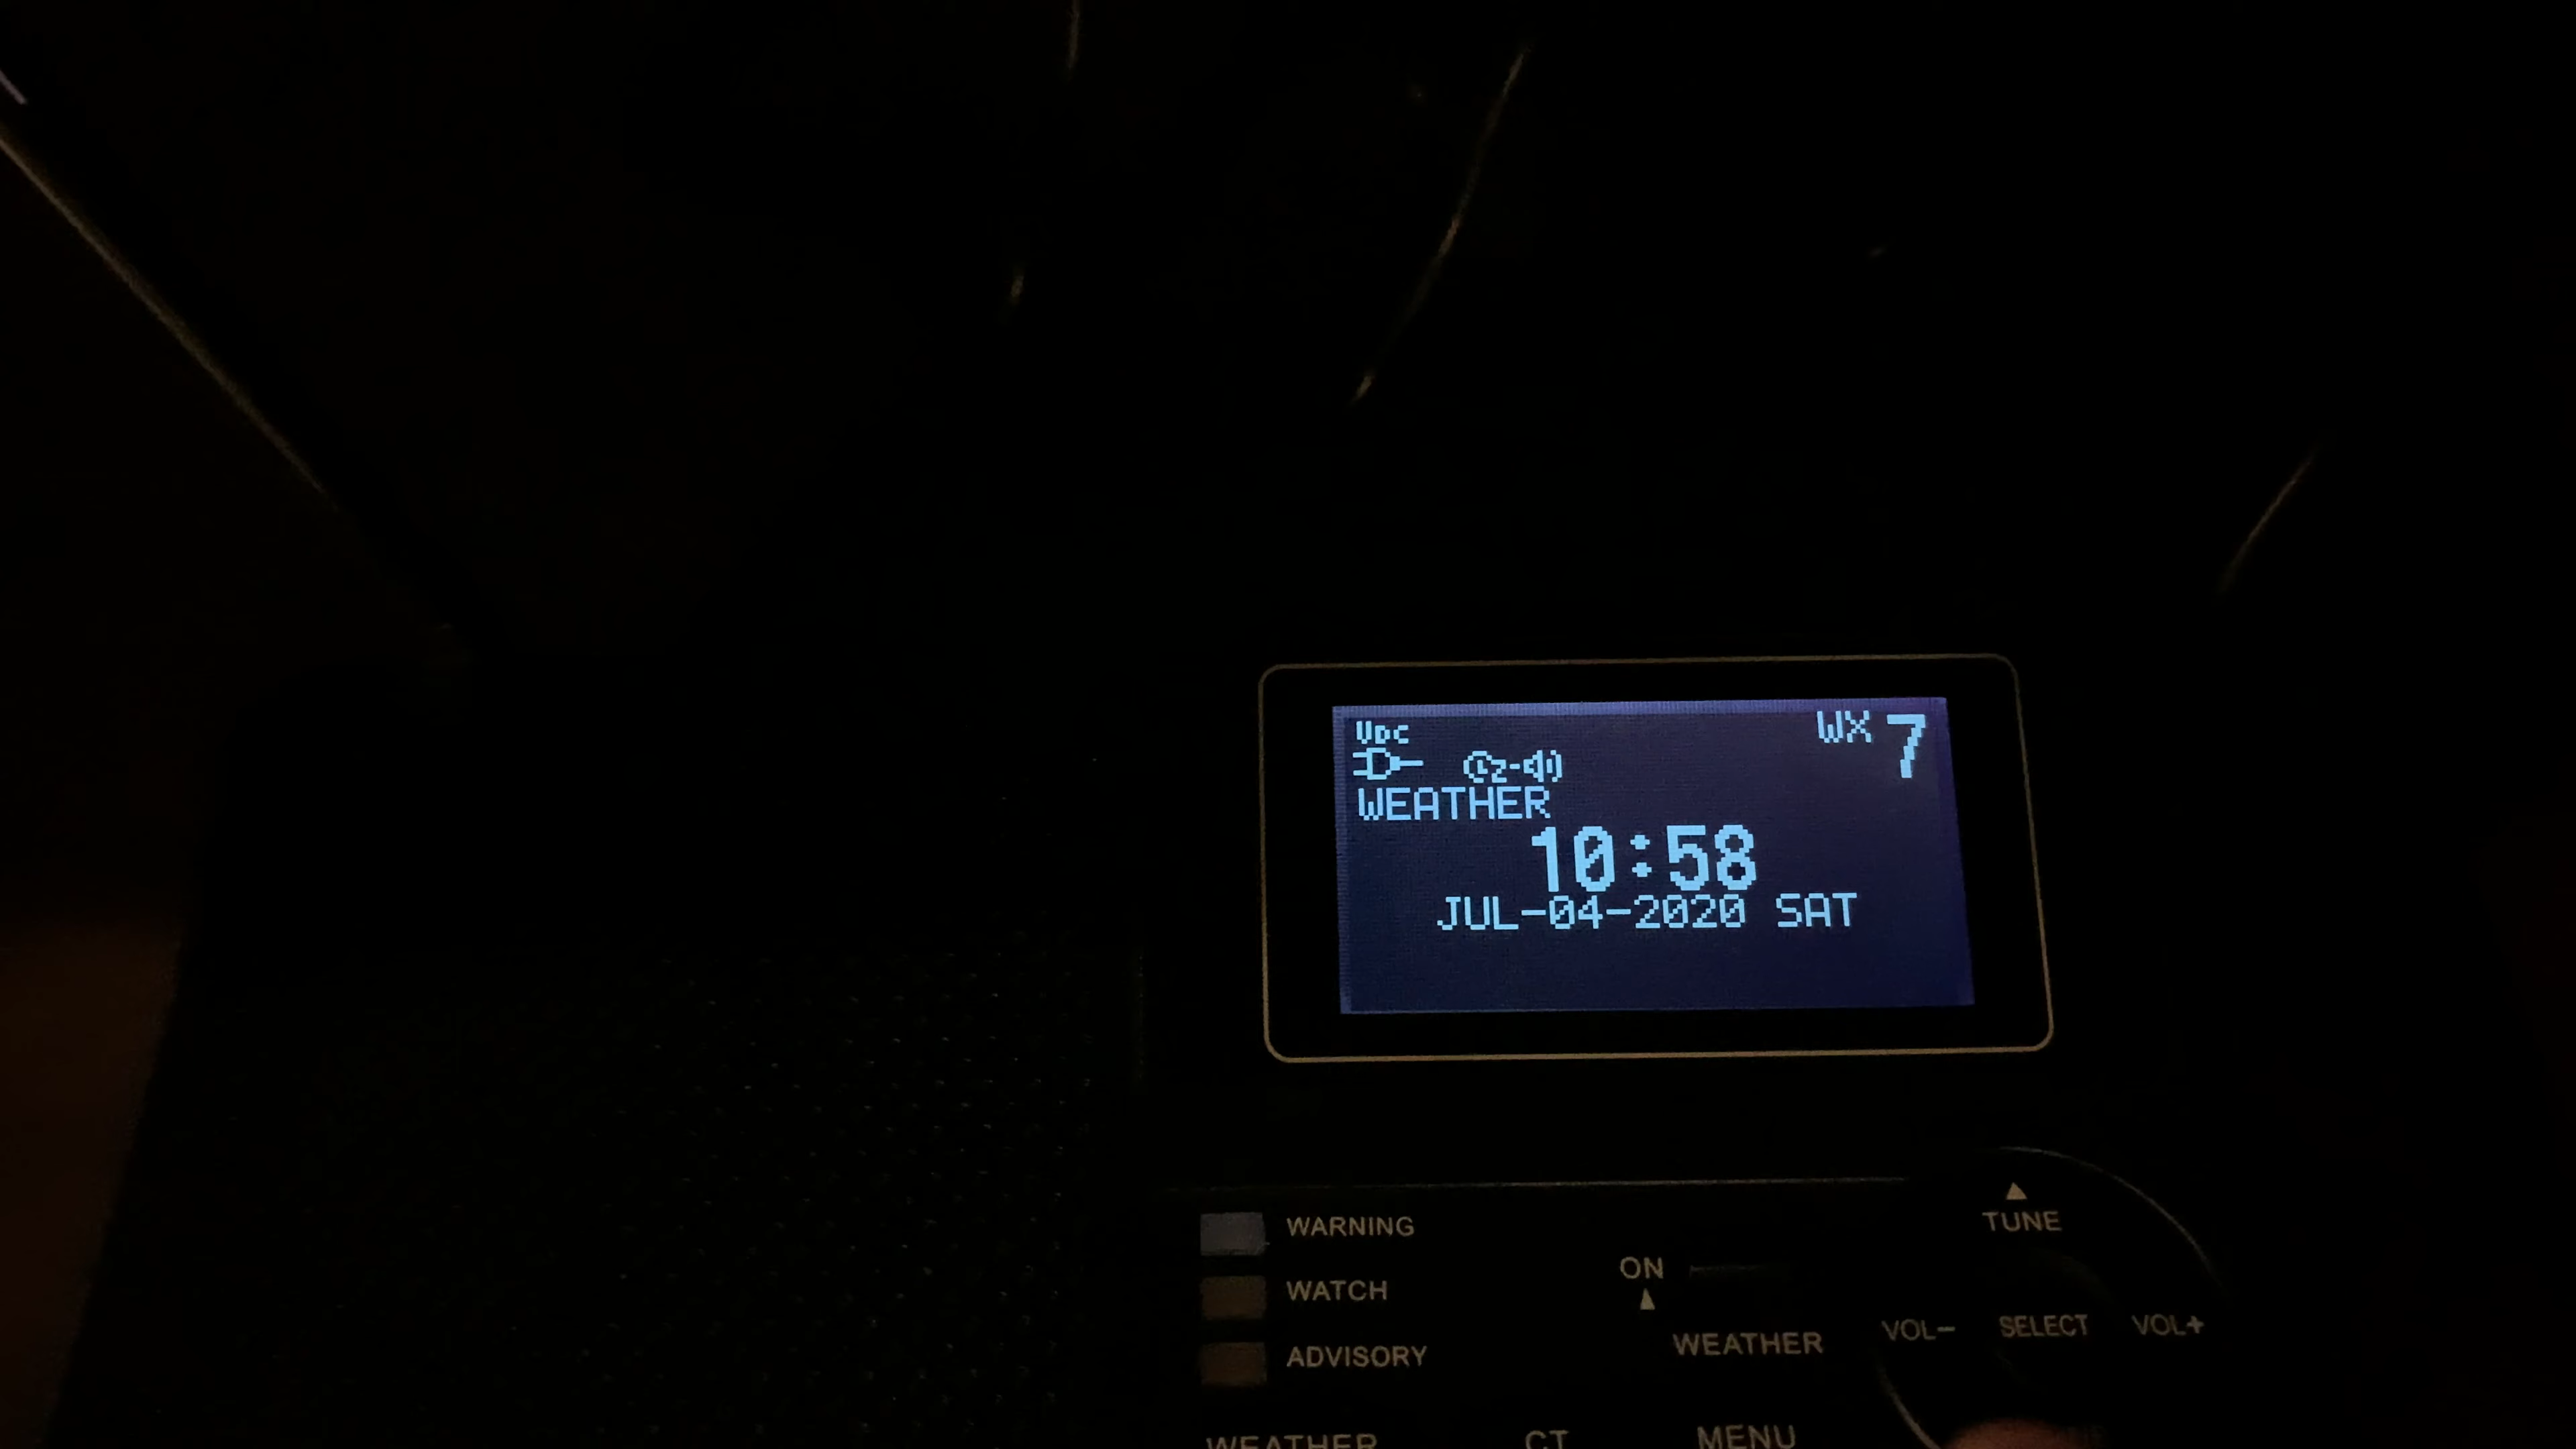 VDC
WX 7
WEATHER
10:58
JUL-04-2020 SAT
WARNING
WATCH
ADVISORY
ON
TUNE
VOL-
SELECT
VOL+
WEATHER
WEATHER
CT
MENU